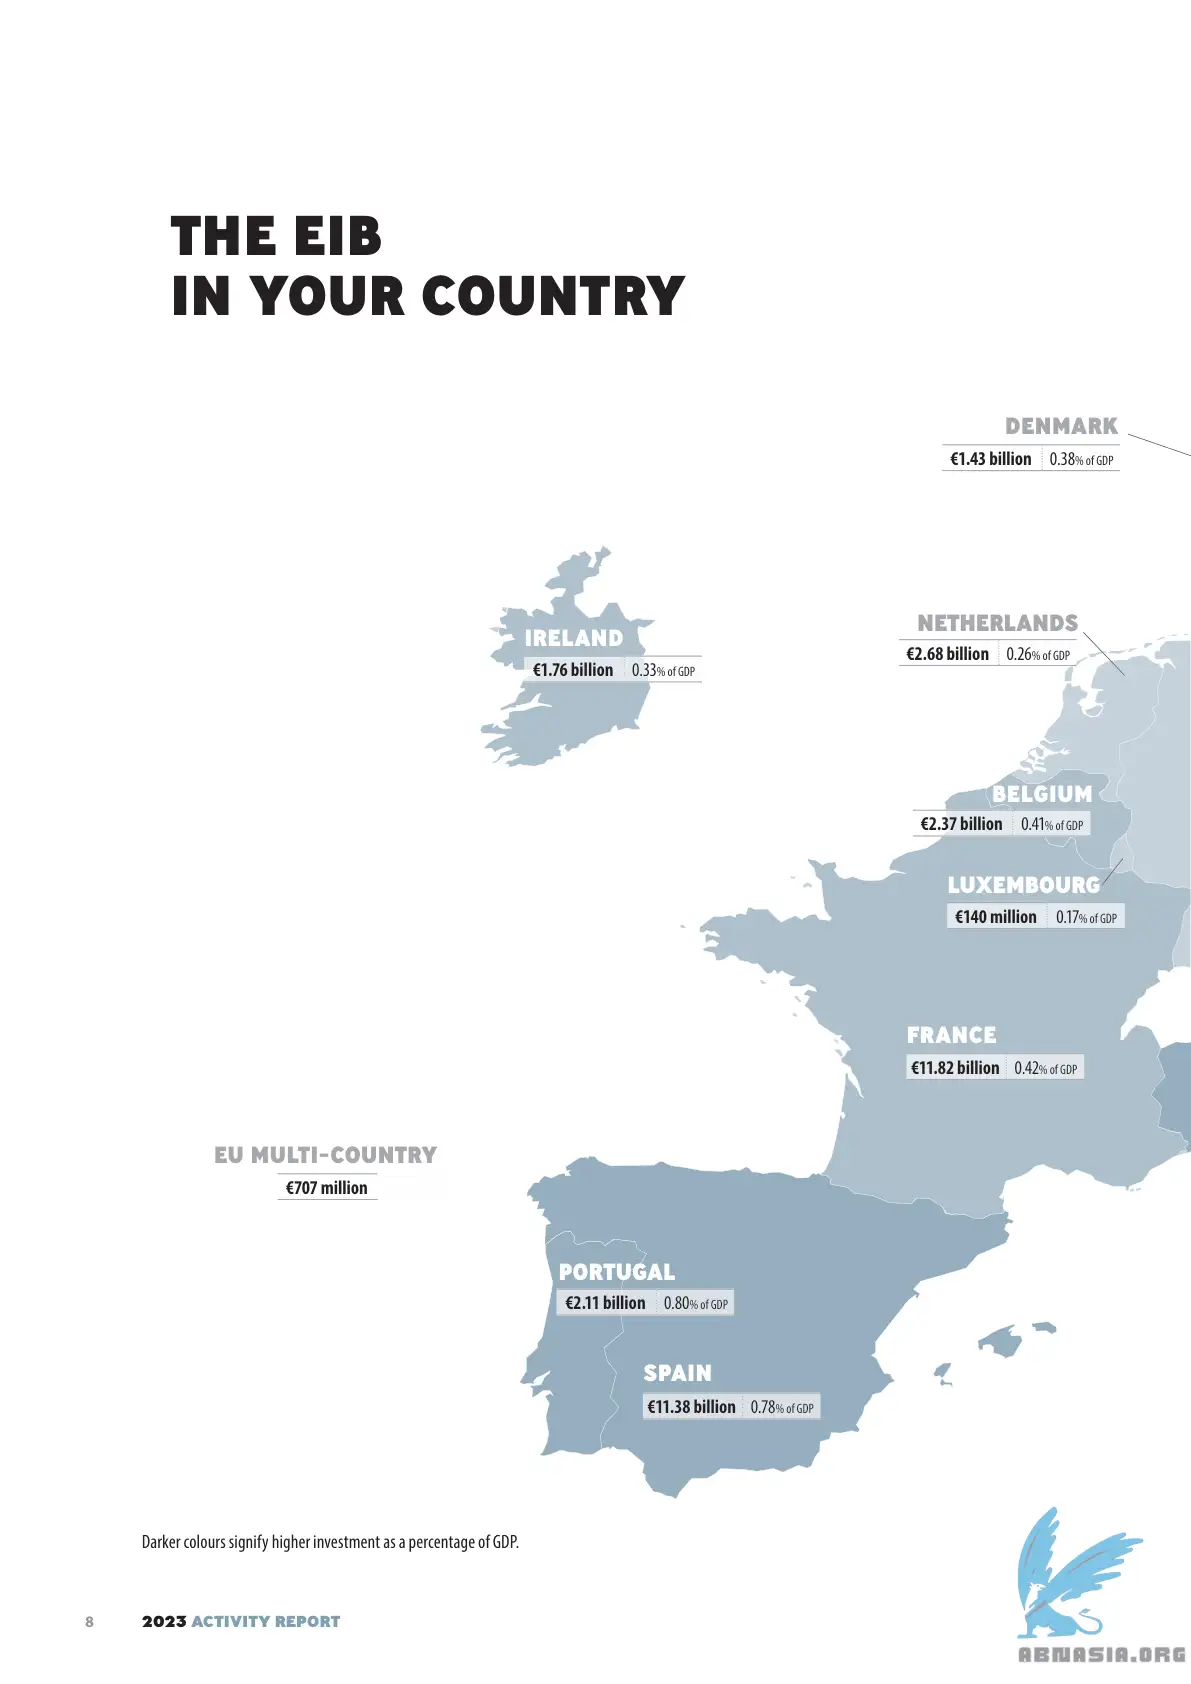 THE EIB
IN YOUR COUNTRY
DENMARK
€1.43 billion 0.38% of GDP
IRELAND
€1.76 billion 0.33% of GDP
NETHERLANDS
€2.68 billion 0.26% of GDP
BELGIUM
€2.37 billion 0.41% of GDP
LUXEMBOURG
€140 million 0.17% of GDP
FRANCE
€11.82 billion 0.42% of GDP
EU MULTI-COUNTRY
€707 million
PORTUGAL
€2.11 billion 0.80% of GDP
SPAIN
€11.38 billion 0.78% of GDP
Darker colours signify higher investment as a percentage of GDP.
8 2023 ACTIVITY REPORT
ABNASIA.ORG